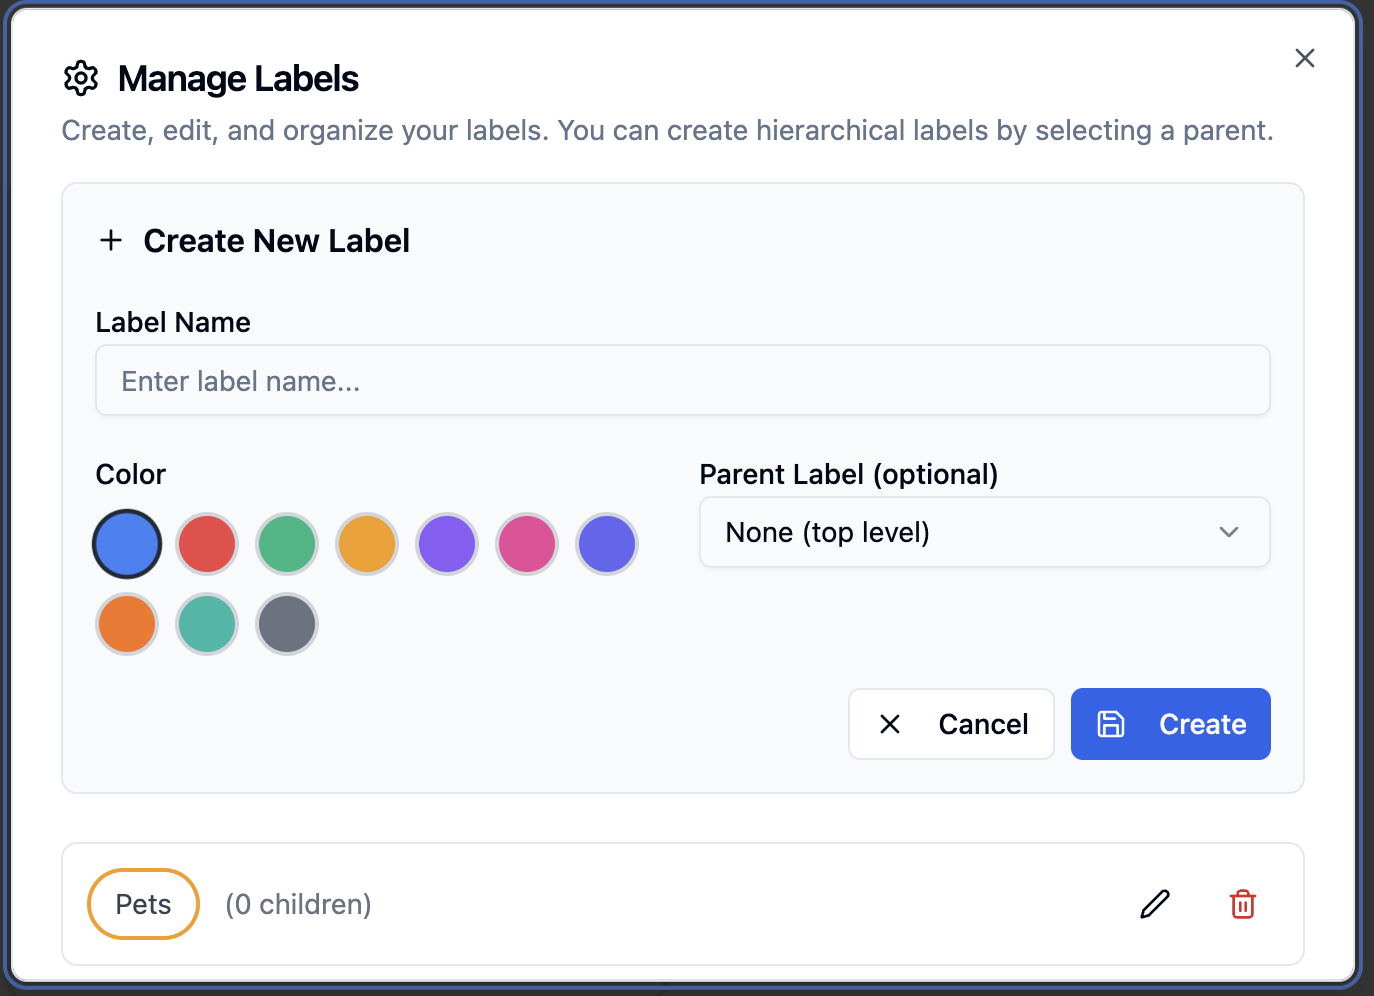 Manage Labels
Create, edit, and organize your labels. You can create hierarchical labels by selecting a parent.
Create New Label
Label Name
Enter label name...
Color
Parent Label (optional)
None (top level)
Cancel
Create
Pets
(0 children)